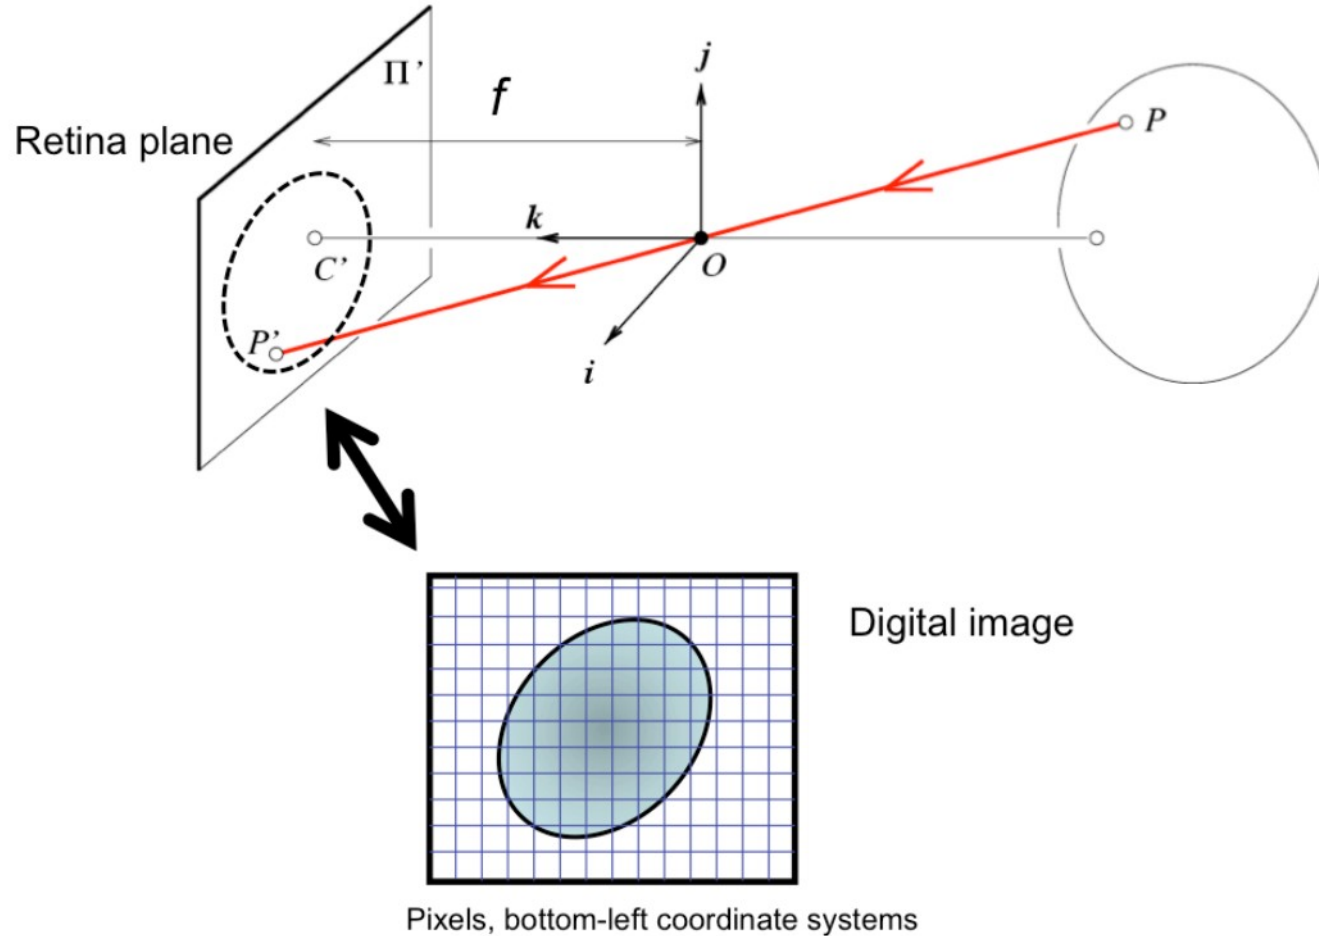 j
Π'
f
Retina plane
P
k
C'
O
P'
i
Digital image
Pixels, bottom-left coordinate systems